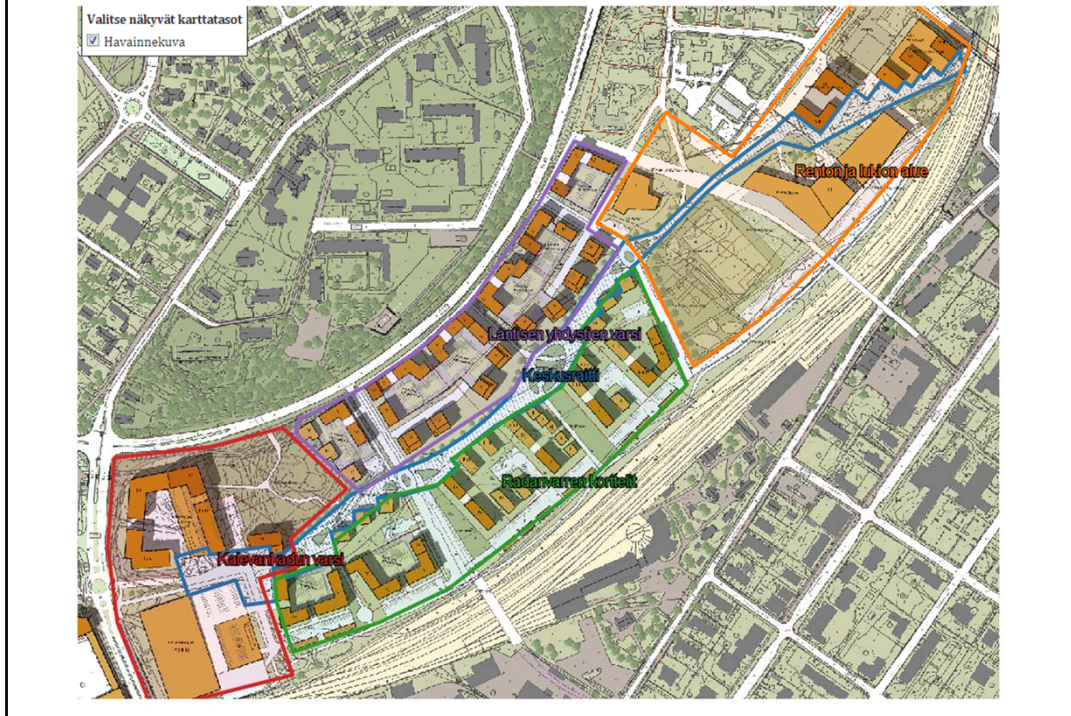 Valitse näkyvät karttatasot
Havainnekuva
Renton ja lukion alue
Läntisen yhdystien varsi
Keskusraitti
Radanvarren korttelit
Kalevankadun varsi